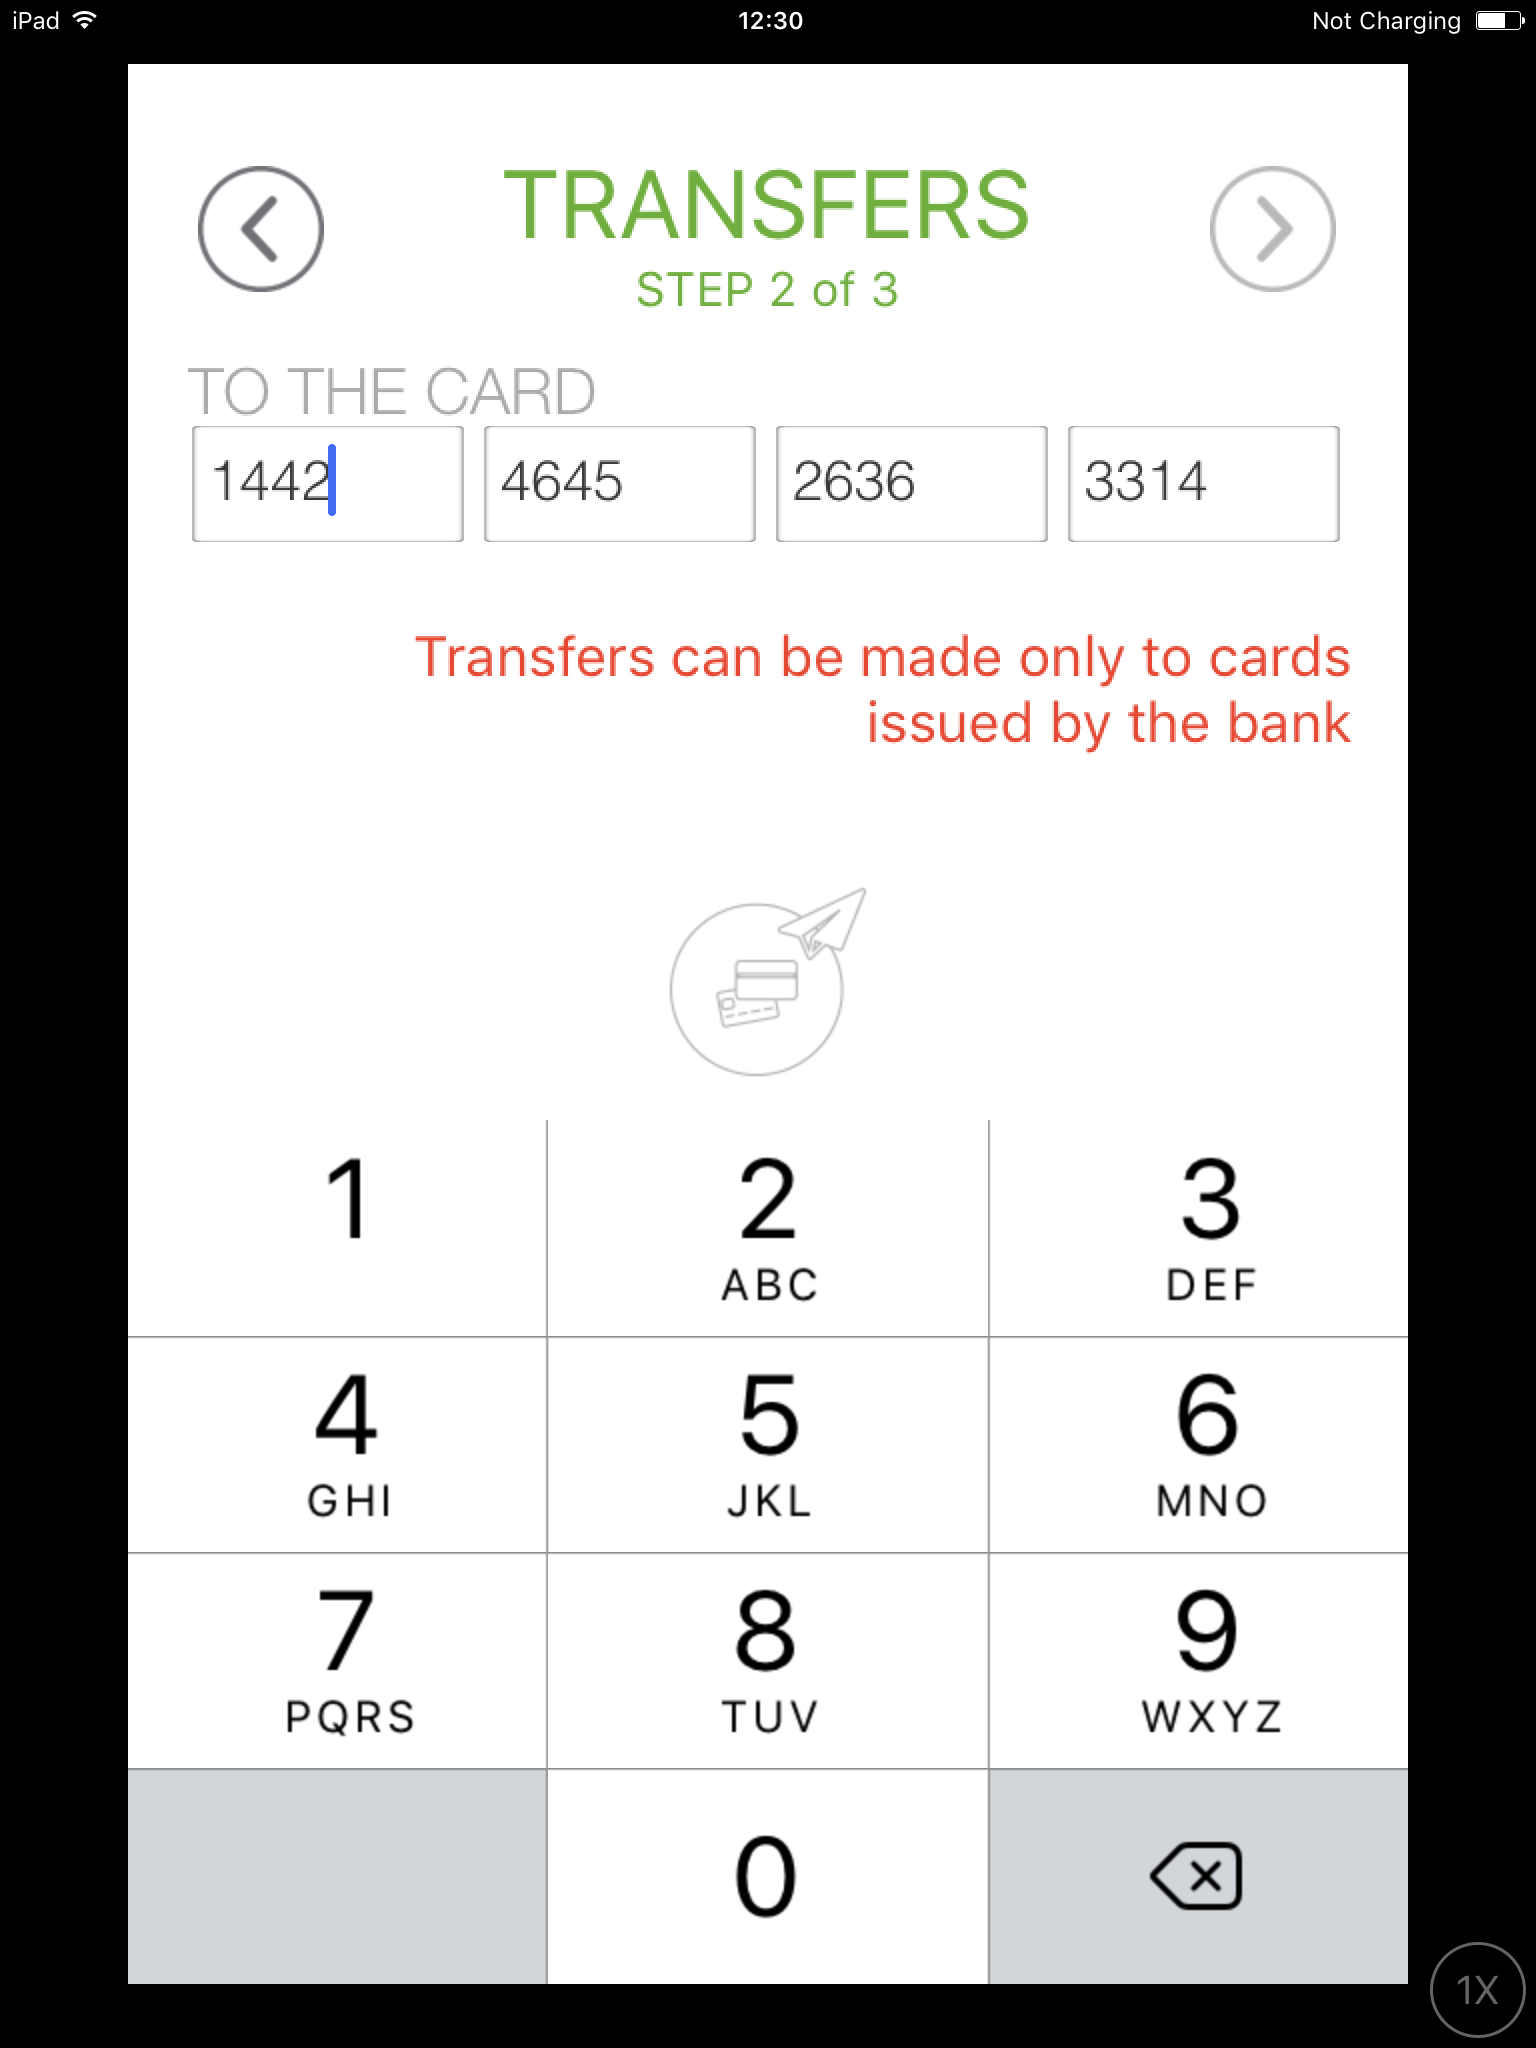 iPad 12:30 Not Charging
TRANSFERS
STEP 2 of 3
TO THE CARD
1442 4645 2636 3314
Transfers can be made only to cards
issued by the bank
1 2 3
ABC DEF
4 5 6
GHI JKL MNO
7 8 9
PQRS TUV WXYZ
0
1X